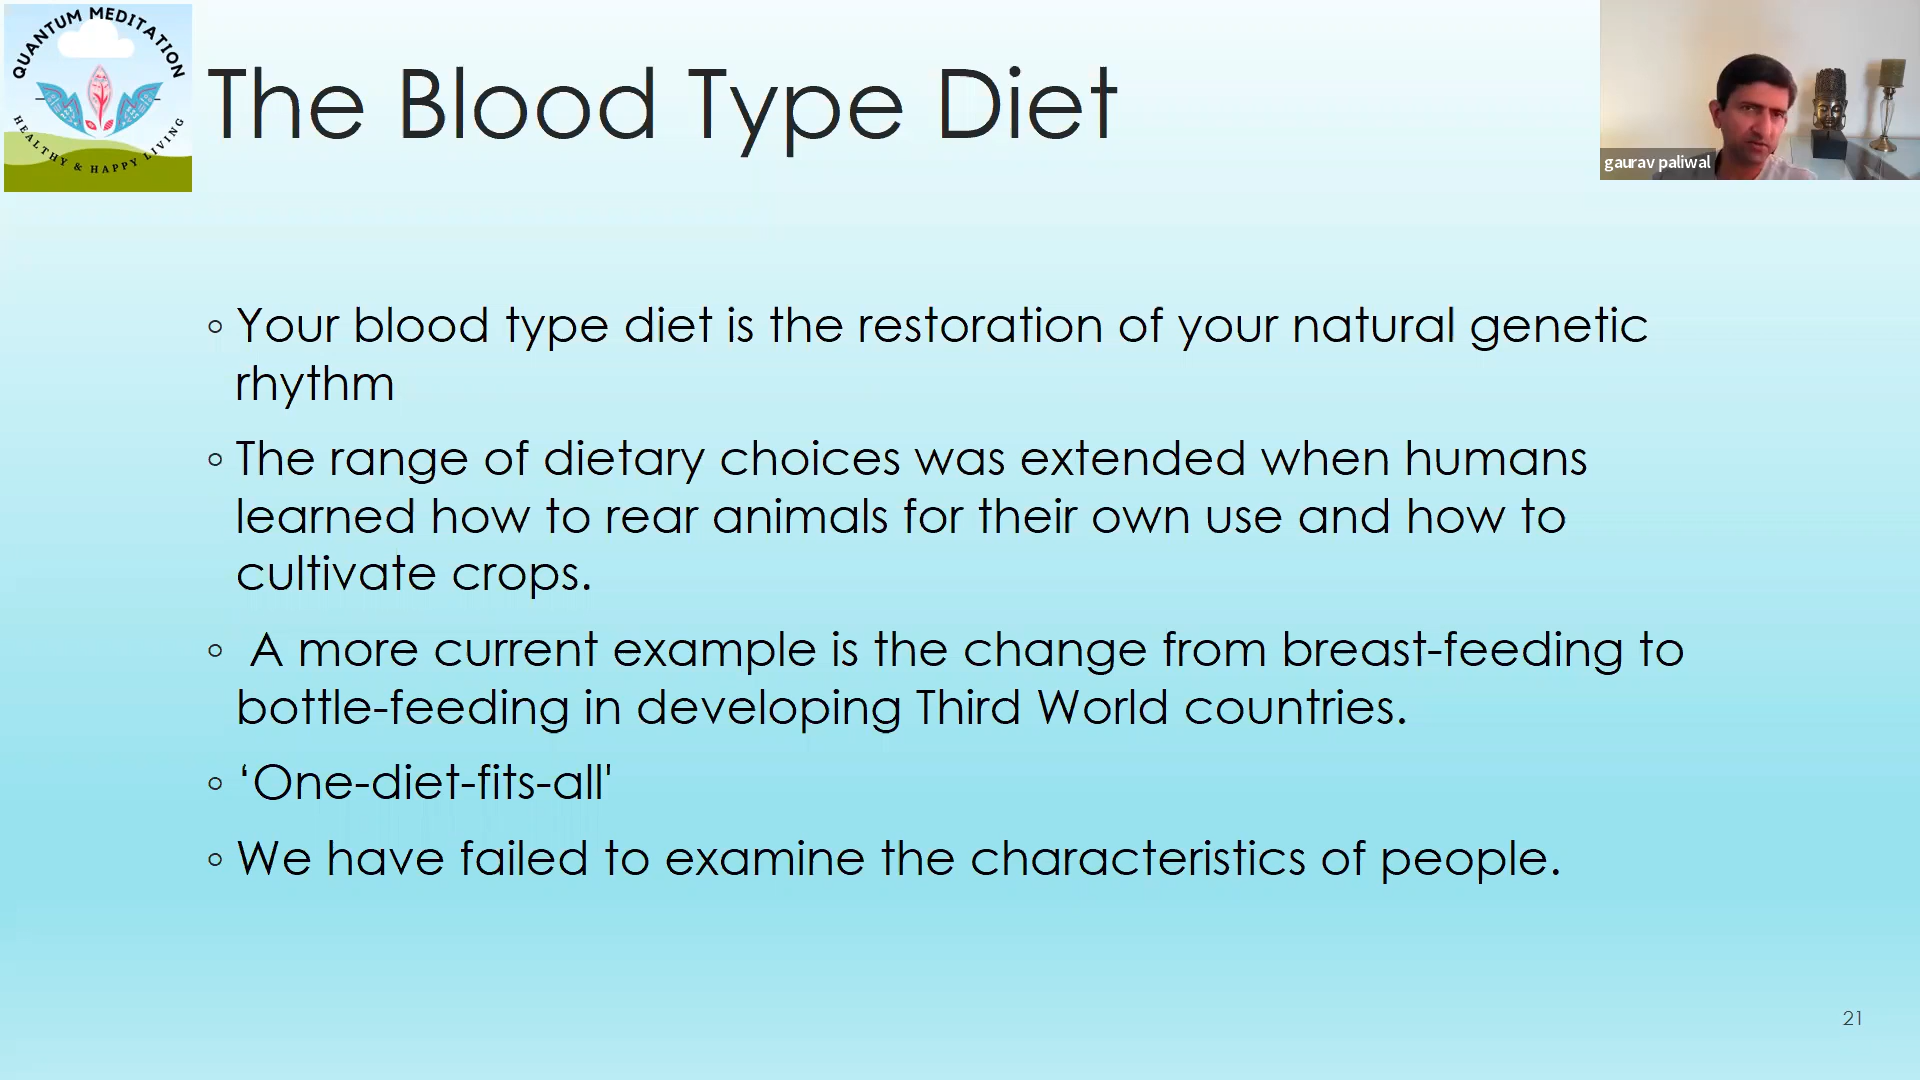 QUANTUM MEDITATION
HEALTHY & HAPPY LIVING
The Blood Type Diet
gaurav paliwal
◦ Your blood type diet is the restoration of your natural genetic
rhythm
◦ The range of dietary choices was extended when humans
learned how to rear animals for their own use and how to
cultivate crops.
◦ A more current example is the change from breast-feeding to
bottle-feeding in developing Third World countries.
◦ ‘One-diet-fits-all'
◦ We have failed to examine the characteristics of people.
21